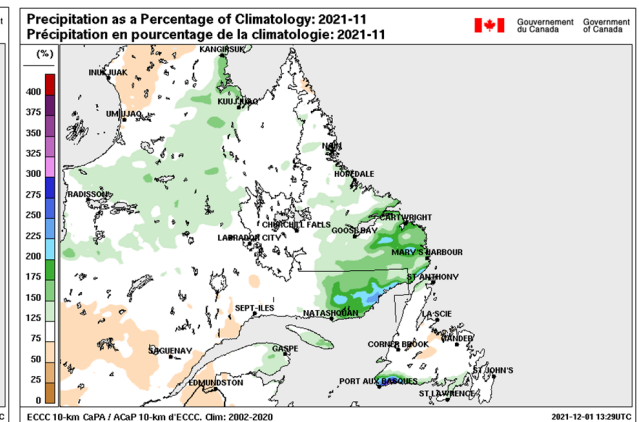 Precipitation as a Percentage of Climatology: 2021-11
Précipitation en pourcentage de la climatologie: 2021-11
Gouvernement du Canada
Government of Canada
(%)
400
375
350
325
300
275
250
225
200
175
150
125
75
50
25
0
KANGIRSUK
INUKJUAK
KUUJJUAQ
UMIUJAQ
NAIN
HOPEDALE
RADISSON
CARTWRIGHT
CHURCHILL FALLS
GOOSE BAY
LABRADOR CITY
MARY'S HARBOUR
ST ANTHONY
SEPT-ILES
NATASHQUAN
LA SCIE
GANDER
CORNER BROOK
SAGUENAY
GASPE
ST JOHN'S
EDMUNDSTON
PORT AUX BASQUES
ST LAWRENCE
ECCC 10-km CaPA / ACaP 10-km d'ECCC. Clim: 2002-2020
2021-12-01 13:29UTC